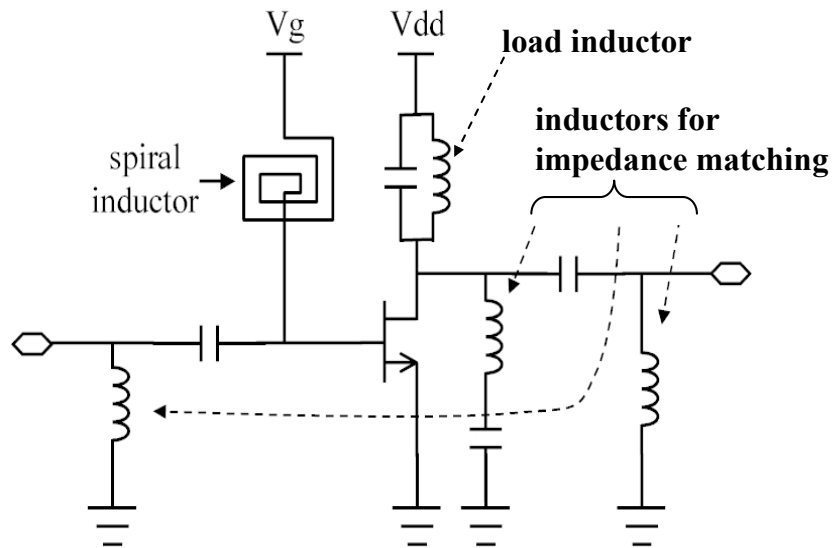 Vg
Vdd
load inductor
inductors for
impedance matching
spiral
inductor